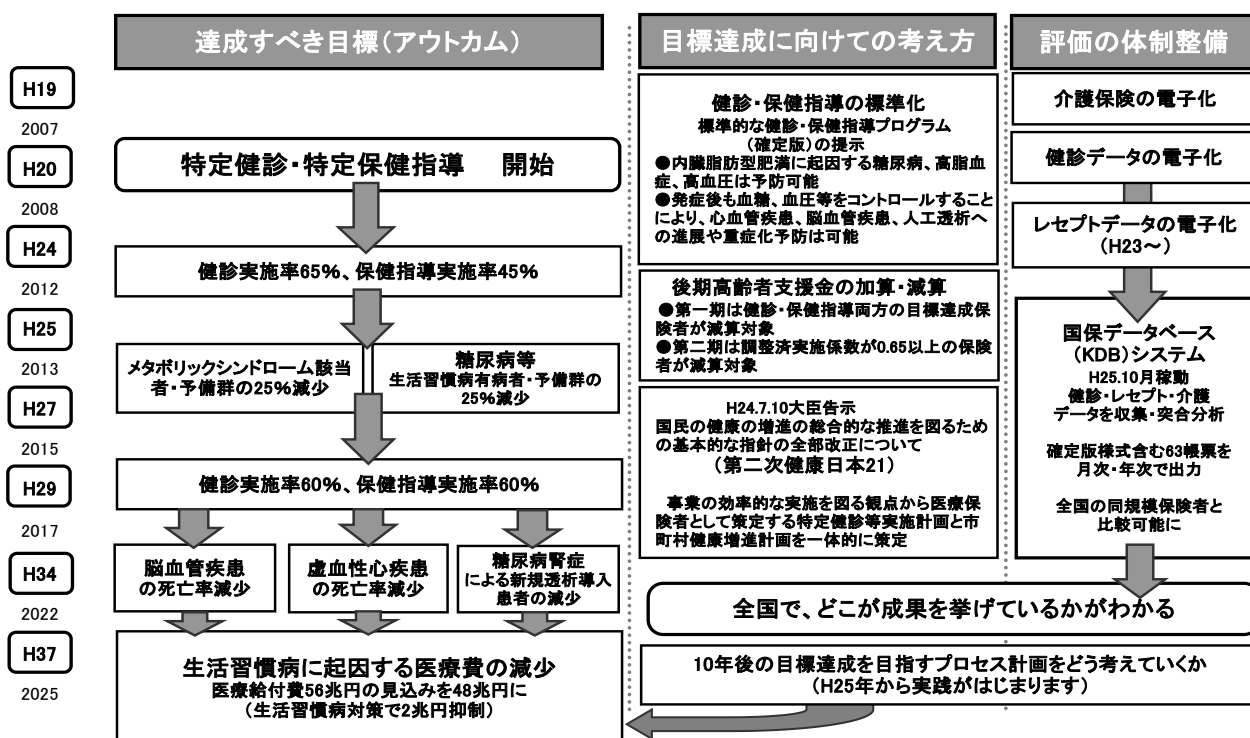 達成すべき目標(アウトカム)
目標達成に向けての考え方
評価の体制整備
H19
2007
H20
2008
H24
2012
H25
2013
H27
2015
H29
2017
H34
2022
H37
2025
特定健診・特定保健指導 開始
健診実施率65%、保健指導実施率45%
メタボリックシンドローム該当
者・予備群の25%減少
糖尿病等
生活習慣病有病者・予備群の
25%減少
健診実施率60%、保健指導実施率60%
脳血管疾患
の死亡率減少
虚血性心疾患
の死亡率減少
糖尿病腎症
による新規透析導入
患者の減少
生活習慣病に起因する医療費の減少
医療給付費56兆円の見込みを48兆円に
(生活習慣病対策で2兆円抑制)
健診・保健指導の標準化
標準的な健診・保健指導プログラム
(確定版)の提示
●内臓脂肪型肥満に起因する糖尿病、高脂血
症、高血圧は予防可能
●発症後も血糖、血圧等をコントロールすること
により、心血管疾患、脳血管疾患、人工透析へ
の進展や重症化予防は可能
後期高齢者支援金の加算・減算
●第一期は健診・保健指導両方の目標達成保
険者が減算対象
●第二期は調整済実施係数が0.65以上の保険
者が減算対象
H24.7.10大臣告示
国民の健康の増進の総合的な推進を図るため
の基本的な指針の全部改正について
(第二次健康日本21)
事業の効率的な実施を図る観点から医療保
険者として策定する特定健診等実施計画と市
町村健康増進計画を一体的に策定
介護保険の電子化
健診データの電子化
レセプトデータの電子化
(H23~)
国保データベース
(KDB)システム
H25.10月稼動
健診・レセプト・介護
データを収集・突合分析
確定版様式含む63帳票を
月次・年次で出力
全国の同規模保険者と
比較可能に
全国で、どこが成果を挙げているかがわかる
10年後の目標達成を目指すプロセス計画をどう考えていくか
(H25年から実践がはじまります)